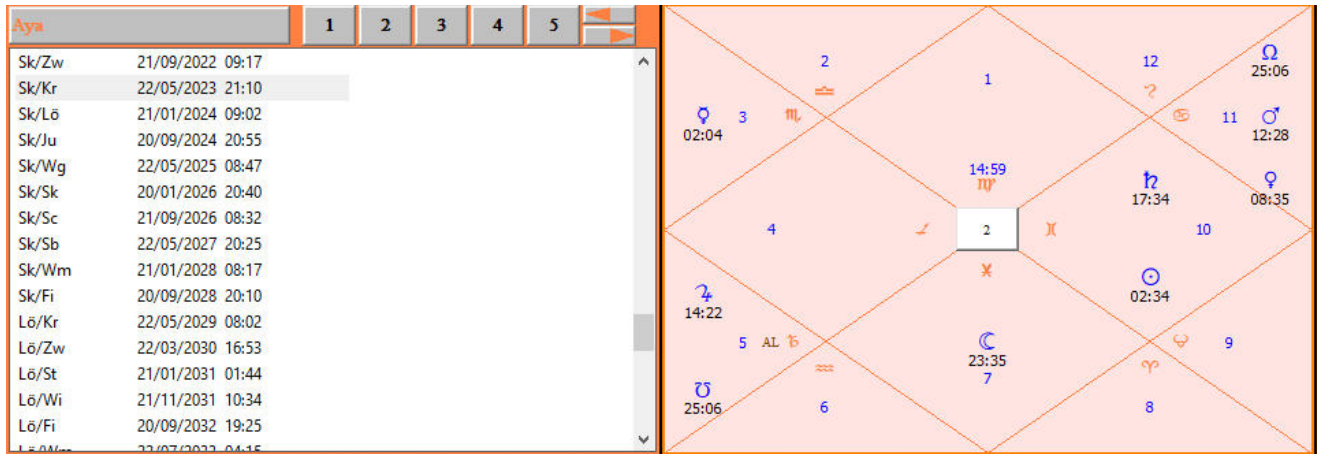 Aya 1 2 3 4 5
Sk/Zw 21/09/2022 09:17
Sk/Kr 22/05/2023 21:10
Sk/Lö 21/01/2024 09:02
Sk/Ju 20/09/2024 20:55
Sk/Wg 22/05/2025 08:47
Sk/Sk 20/01/2026 20:40
Sk/Sc 21/09/2026 08:32
Sk/Sb 22/05/2027 20:25
Sk/Wm 21/01/2028 08:17
Sk/Fi 20/09/2028 20:10
Lö/Kr 22/05/2029 08:02
Lö/Zw 22/03/2030 16:53
Lö/St 21/01/2031 01:44
Lö/Wi 21/11/2031 10:34
Lö/Fi 20/09/2032 19:25
2 1 12 ☊
25:06
☿ 3 ♏ ♎ ♌ ♋ 11 ♂
02:04 12:28
14:59 ♄ ♀
♍ 17:34 08:35
4 ♐ 2 ♊ 10
♓ ☉
02:34
♃
14:22
5 AL ♑ ☾ ♉ 9
♒ 23:35 ♈
☋ 7
25:06 6 8